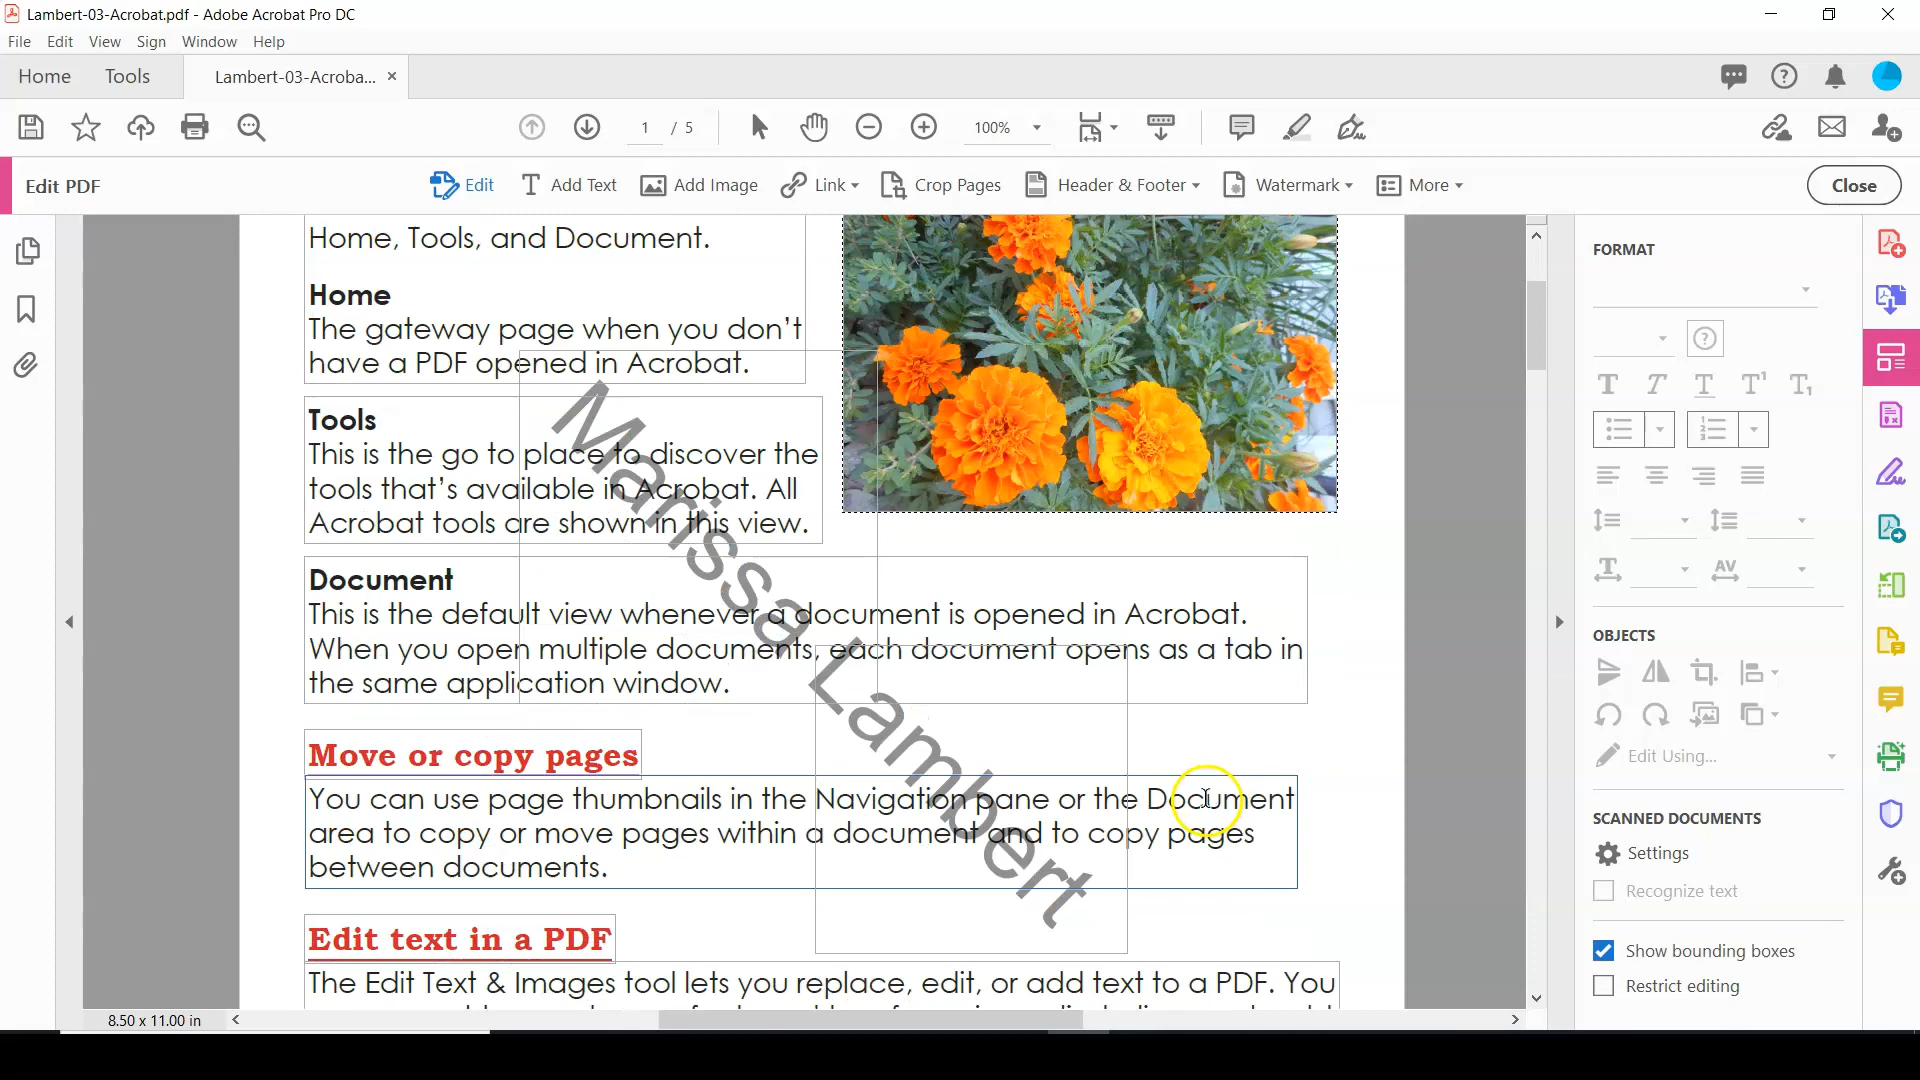 Lambert-03-Acrobat.pdf - Adobe Acrobat Pro DC
File Edit View Sign Window Help
Home Tools Lambert-03-Acroba... ×
1 / 5 100%
Edit PDF Edit Add Text Add Image Link Crop Pages Header & Footer Watermark More Close
Home, Tools, and Document.
Home
The gateway page when you don’t
have a PDF opened in Acrobat.
Tools
This is the go to place to discover the
tools that’s available in Acrobat. All
Acrobat tools are shown in this view.
Document
This is the default view whenever a document is opened in Acrobat.
When you open multiple documents, each document opens as a tab in
the same application window.
Marissa Lambert
Move or copy pages
You can use page thumbnails in the Navigation pane or the Document
area to copy or move pages within a document and to copy pages
between documents.
Edit text in a PDF
The Edit Text & Images tool lets you replace, edit, or add text to a PDF. You
8.50 x 11.00 in
FORMAT
OBJECTS
Edit Using...
SCANNED DOCUMENTS
Settings
Recognize text
Show bounding boxes
Restrict editing